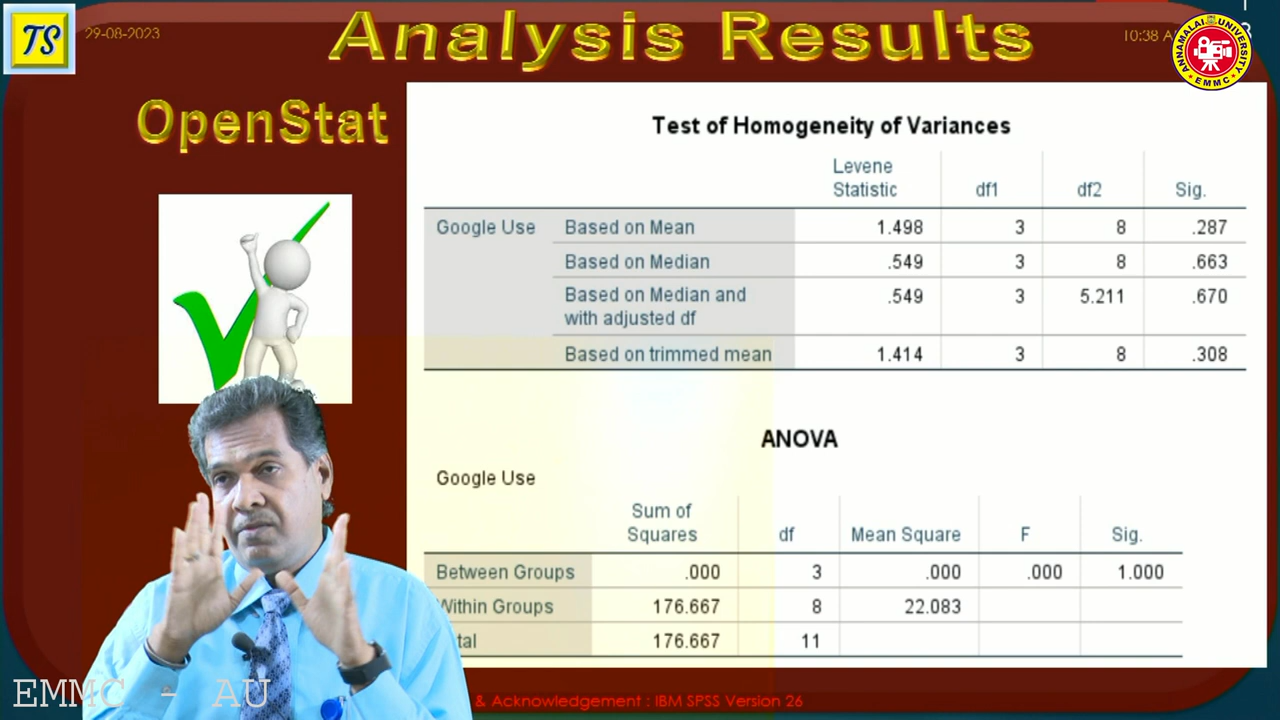 TS
29-08-2023
Analysis Results
10:38 A
ANNAMALAI UNIVERSITY
EMMC
OpenStat
Test of Homogeneity of Variances
Levene Statistic df1 df2 Sig.
Google Use Based on Mean 1.498 3 8 .287
Based on Median .549 3 8 .663
Based on Median and with adjusted df .549 3 5.211 .670
Based on trimmed mean 1.414 3 8 .308
ANOVA
Google Use
Sum of Squares df Mean Square F Sig.
Between Groups .000 3 .000 .000 1.000
Within Groups 176.667 8 22.083
tal 176.667 11
EMMC - AU
& Acknowledgement : IBM SPSS Version 26